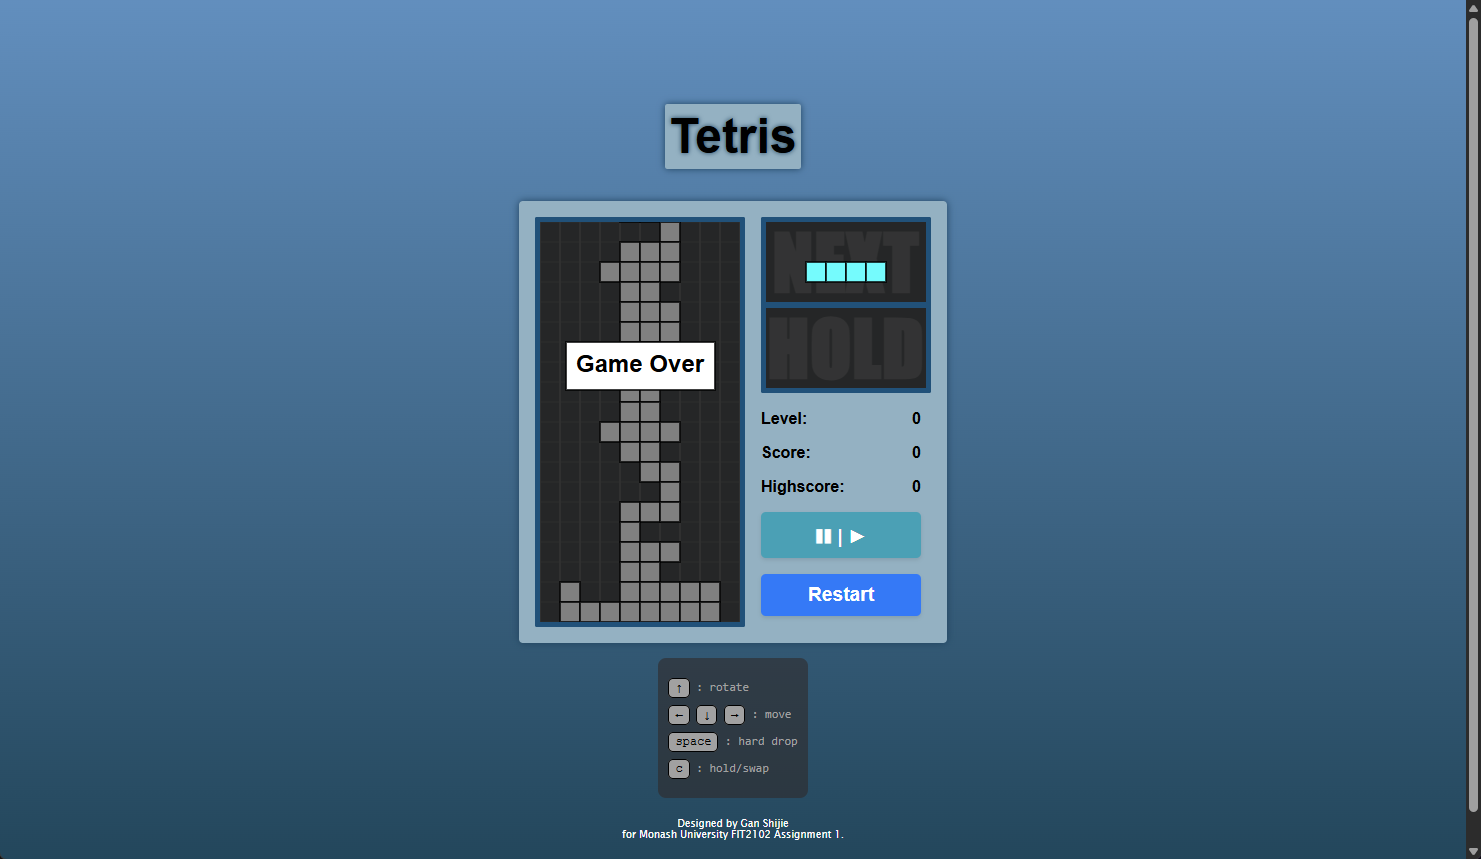 Tetris
NEXT
HOLD
Game Over
Level: 0
Score: 0
Highscore: 0
▮▮ | ▶
Restart
↑ : rotate
← ↓ → : move
space : hard drop
c : hold/swap
Designed by Gan Shijie
for Monash University FIT2102 Assignment 1.